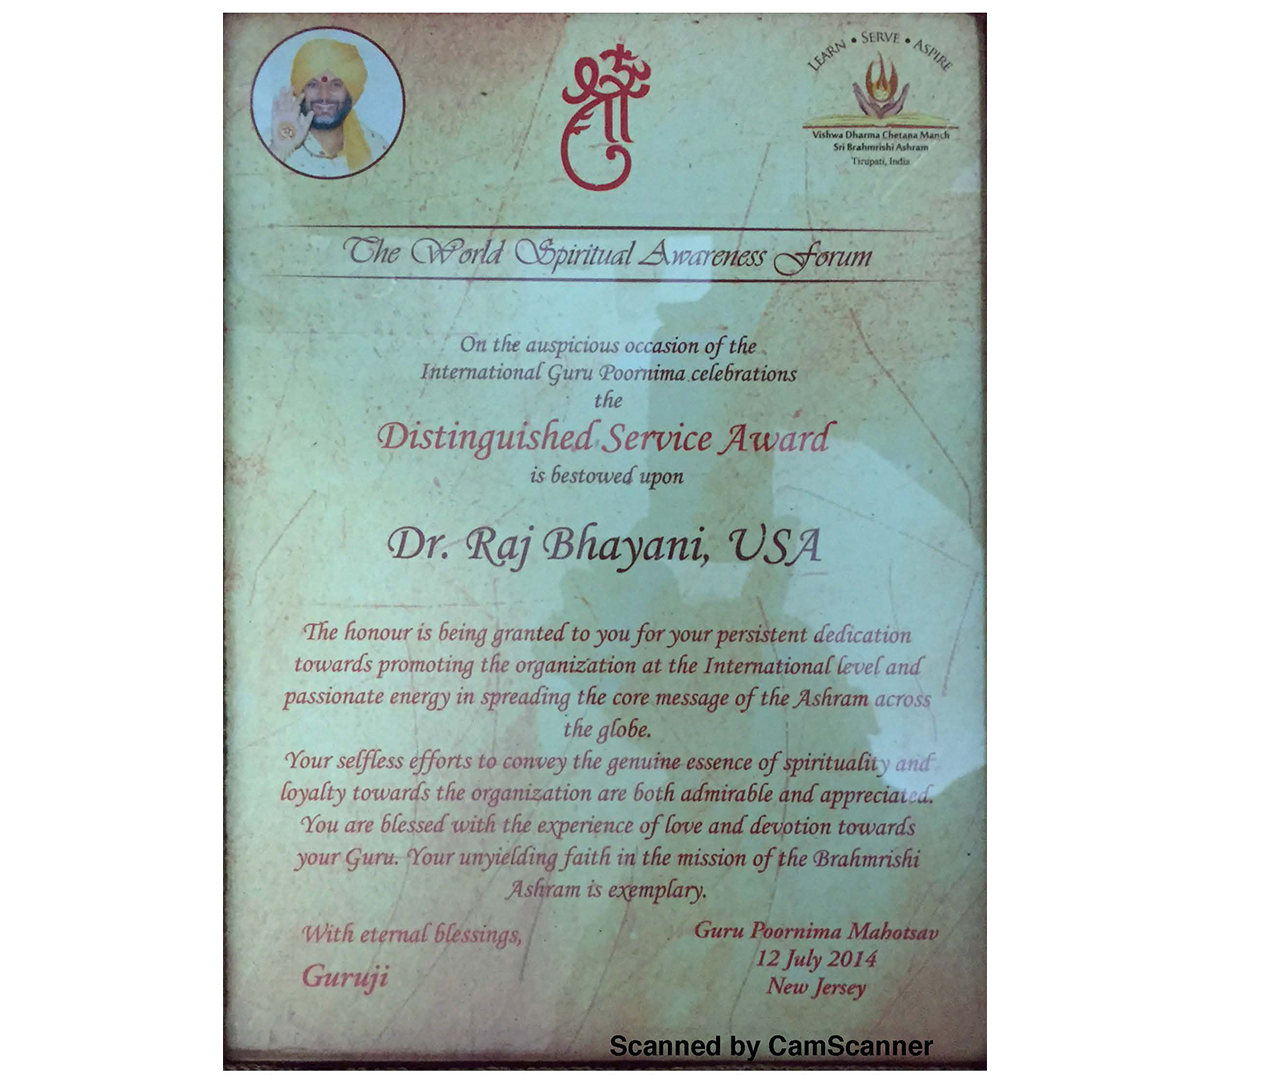 LEARN • SERVE • ASPIRE
Vishwa Dharma Chetana Manch
Sri Brahmrishi Ashram
Tirupati, India
The World Spiritual Awareness Forum
On the auspicious occasion of the
International Guru Poornima celebrations
the
Distinguished Service Award
is bestowed upon
Dr. Raj Bhayani, USA
The honour is being granted to you for your persistent dedication
towards promoting the organization at the International level and
passionate energy in spreading the core message of the Ashram across
the globe.
Your selfless efforts to convey the genuine essence of spirituality and
loyalty towards the organization are both admirable and appreciated.
You are blessed with the experience of love and devotion towards
your Guru. Your unyielding faith in the mission of the Brahmrishi
Ashram is exemplary.
With eternal blessings,
Guruji
Guru Poornima Mahotsav
12 July 2014
New Jersey
Scanned by CamScanner